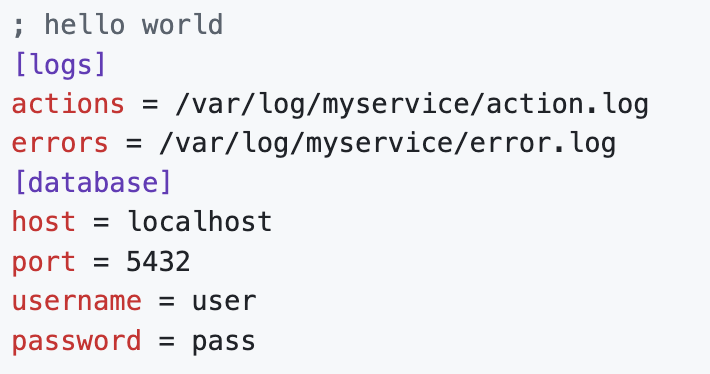 ; hello world
[logs]
actions = /var/log/myservice/action.log
errors = /var/log/myservice/error.log
[database]
host = localhost
port = 5432
username = user
password = pass